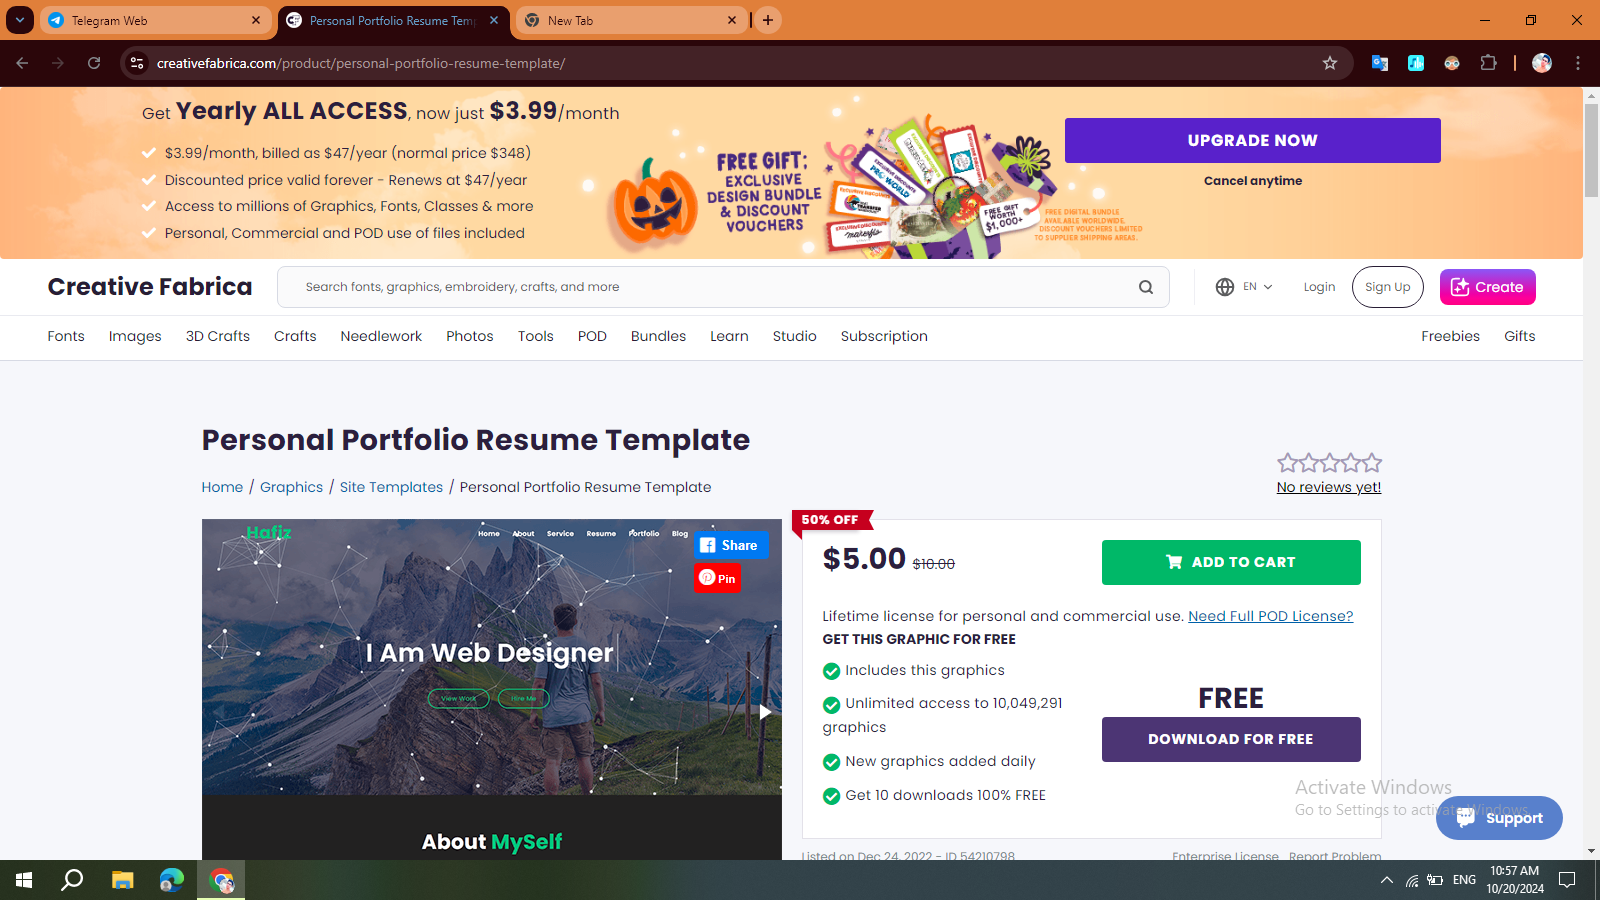 Telegram Web
Personal Portfolio Resume Tem
New Tab
creativefabrica.com/product/personal-portfolio-resume-template/
Get Yearly ALL ACCESS, now just $3.99/month
$3.99/month, billed as $47/year (normal price $348)
Discounted price valid forever - Renews at $47/year
Access to millions of Graphics, Fonts, Classes & more
Personal, Commercial and POD use of files included
FREE GIFT:
EXCLUSIVE
DESIGN BUNDLE
& DISCOUNT
VOUCHERS
FREE GIFT
WORTH
$1,000+
FREE DIGITAL BUNDLE
AVAILABLE WORLDWIDE,
DISCOUNT VOUCHERS LIMITED
TO SUPPLIER SHIPPING AREAS.
UPGRADE NOW
Cancel anytime
Creative Fabrica
Search fonts, graphics, embroidery, crafts, and more
EN
Login
Sign Up
Create
Fonts Images 3D Crafts Crafts Needlework Photos Tools POD Bundles Learn Studio Subscription Freebies Gifts
Personal Portfolio Resume Template
Home / Graphics / Site Templates / Personal Portfolio Resume Template
No reviews yet!
Hafiz
Home About Service Resume Portfolio Blog
Share
Pin
I Am Web Designer
View Work
Hire Me
About MySelf
50% OFF
$5.00 $10.00
ADD TO CART
Lifetime license for personal and commercial use. Need Full POD License?
GET THIS GRAPHIC FOR FREE
Includes this graphics
Unlimited access to 10,049,291
graphics
New graphics added daily
Get 10 downloads 100% FREE
FREE
DOWNLOAD FOR FREE
Activate Windows
Go to Settings to activate Windows.
Support
Listed on Dec 24, 2022 - ID 54210798
Enterprise License Report Problem
ENG
10:57 AM
10/20/2024